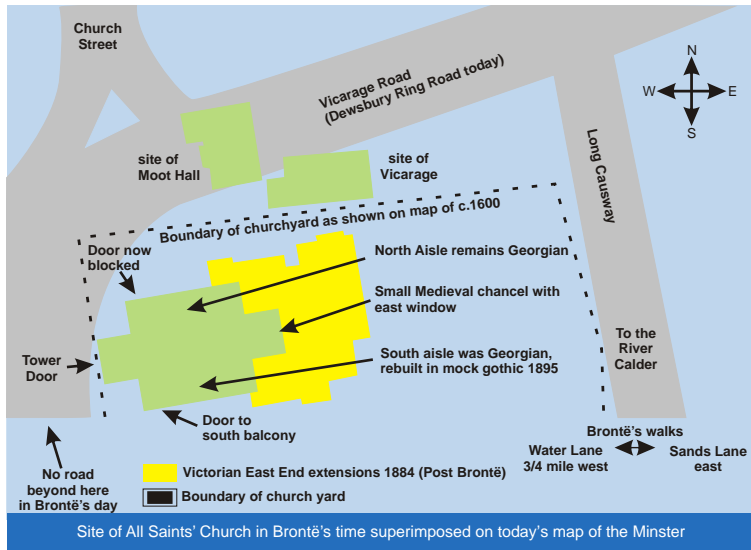 Church
Street
Vicarage Road
(Dewsbury Ring Road today)
N
W
E
S
site of
Moot Hall
site of
Vicarage
Long Causway
Boundary of churchyard as shown on map of c.1600
Door now
blocked
North Aisle remains Georgian
Small Medieval chancel with
east window
Tower
Door
South aisle was Georgian,
rebuilt in mock gothic 1895
To the
River
Calder
Door to
south balcony
Brontë's walks
Water Lane
3/4 mile west
Sands Lane
east
No road
beyond here
in Brontë's day
Victorian East End extensions 1884 (Post Brontë)
Boundary of church yard
Site of All Saints' Church in Brontë's time superimposed on today's map of the Minster